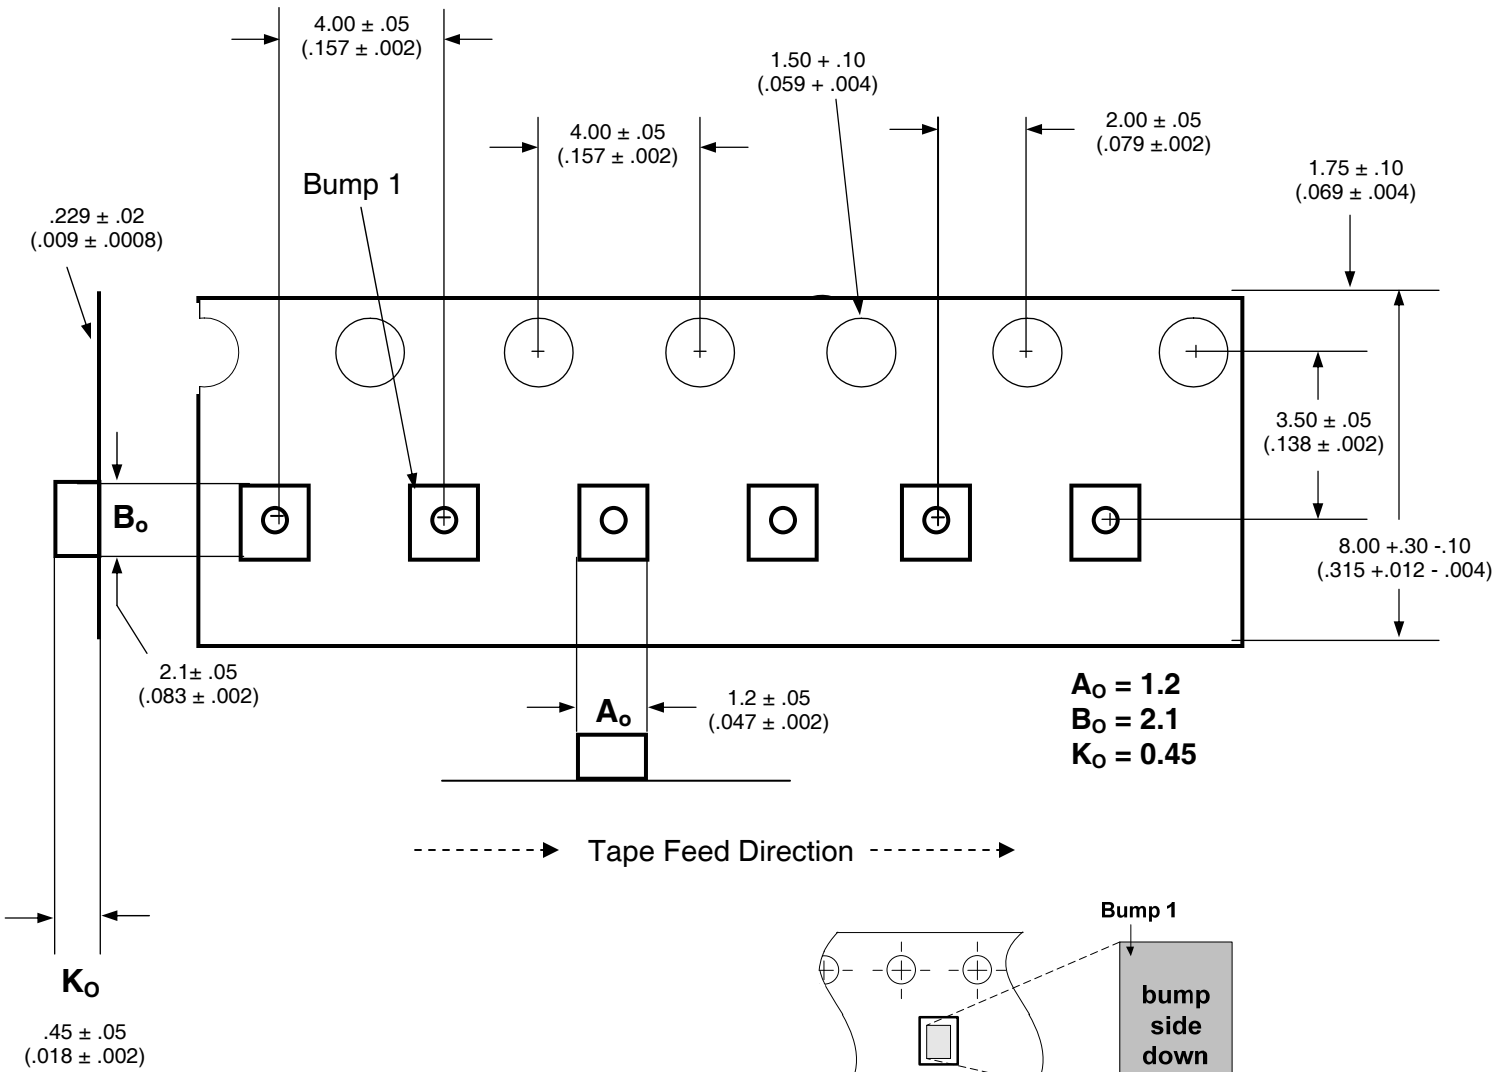 4.00 ± .05
(.157 ± .002)
1.50 + .10
(.059 + .004)
4.00 ± .05
(.157 ± .002)
2.00 ± .05
(.079 ±.002)
1.75 ± .10
(.069 ± .004)
Bump 1
.229 ± .02
(.009 ± .0008)
3.50 ± .05
(.138 ± .002)
Bo
8.00 +.30 -.10
(.315 +.012 - .004)
2.1± .05
(.083 ± .002)
Ao
1.2 ± .05
(.047 ± .002)
AO = 1.2
BO = 2.1
KO = 0.45
Tape Feed Direction
Bump 1
KO
.45 ± .05
(.018 ± .002)
bump
side
down